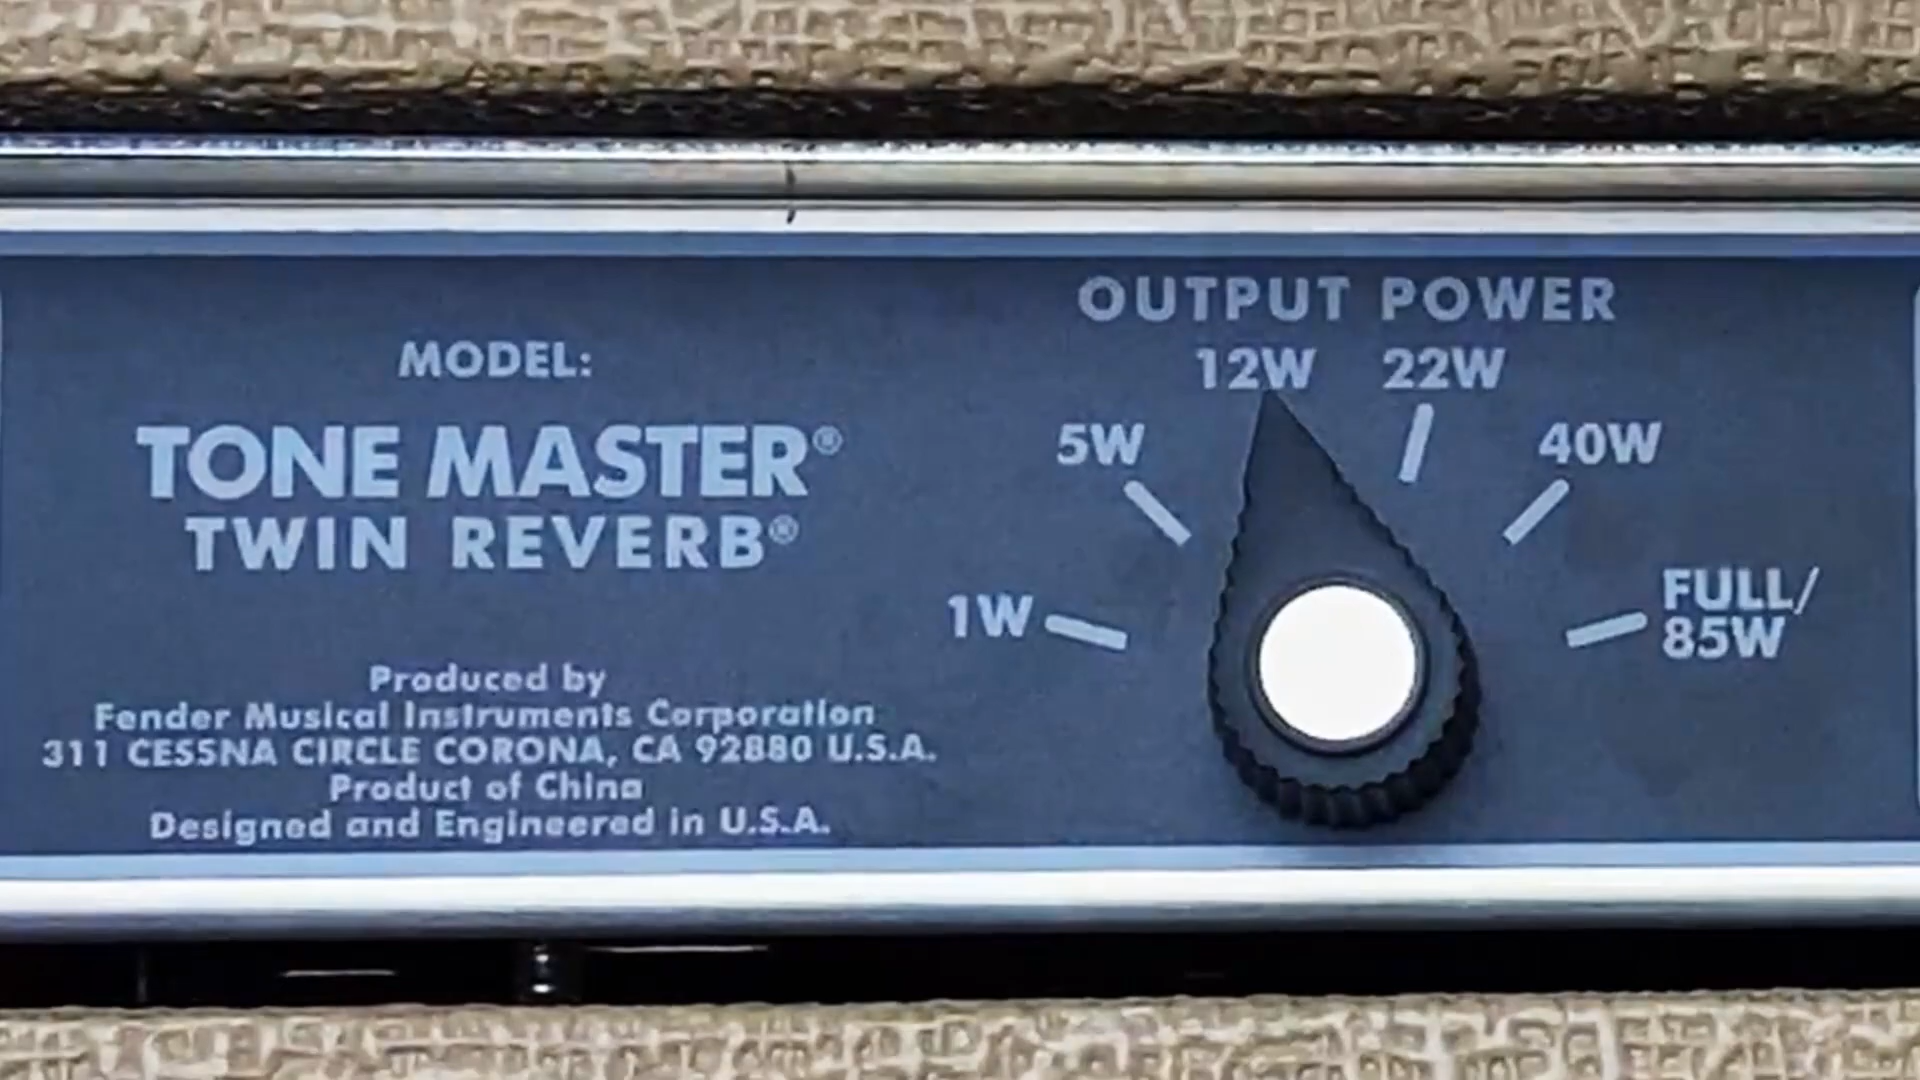 MODEL:
TONE MASTER®
TWIN REVERB®
Produced by
Fender Musical Instruments Corporation
311 CESSNA CIRCLE CORONA, CA 92880 U.S.A.
Product of China
Designed and Engineered in U.S.A.
OUTPUT POWER
1W
5W
12W
22W
40W
FULL/
85W